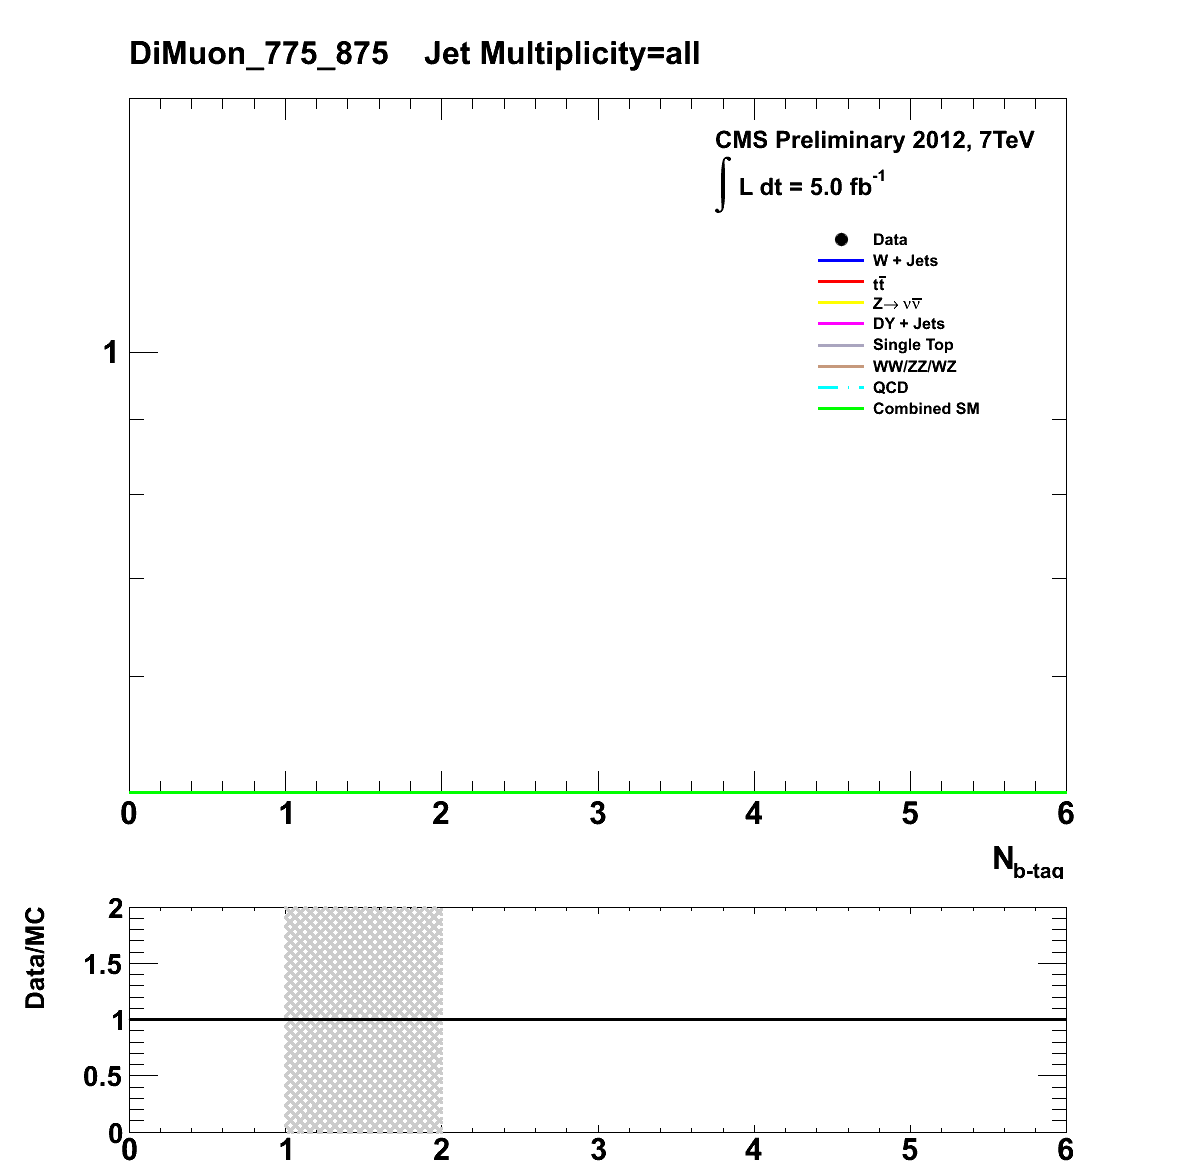 DiMuon_775_875    Jet Multiplicity=all
CMS Preliminary 2012, 7TeV
∫ L dt = 5.0 fb⁻¹
Data
W + Jets
tt̅
Z→ νν̅
DY + Jets
Single Top
WW/ZZ/WZ
QCD
Combined SM
1
0 1 2 3 4 5 6
N_b-tag
Data/MC
2
1.5
1
0.5
0
0 1 2 3 4 5 6